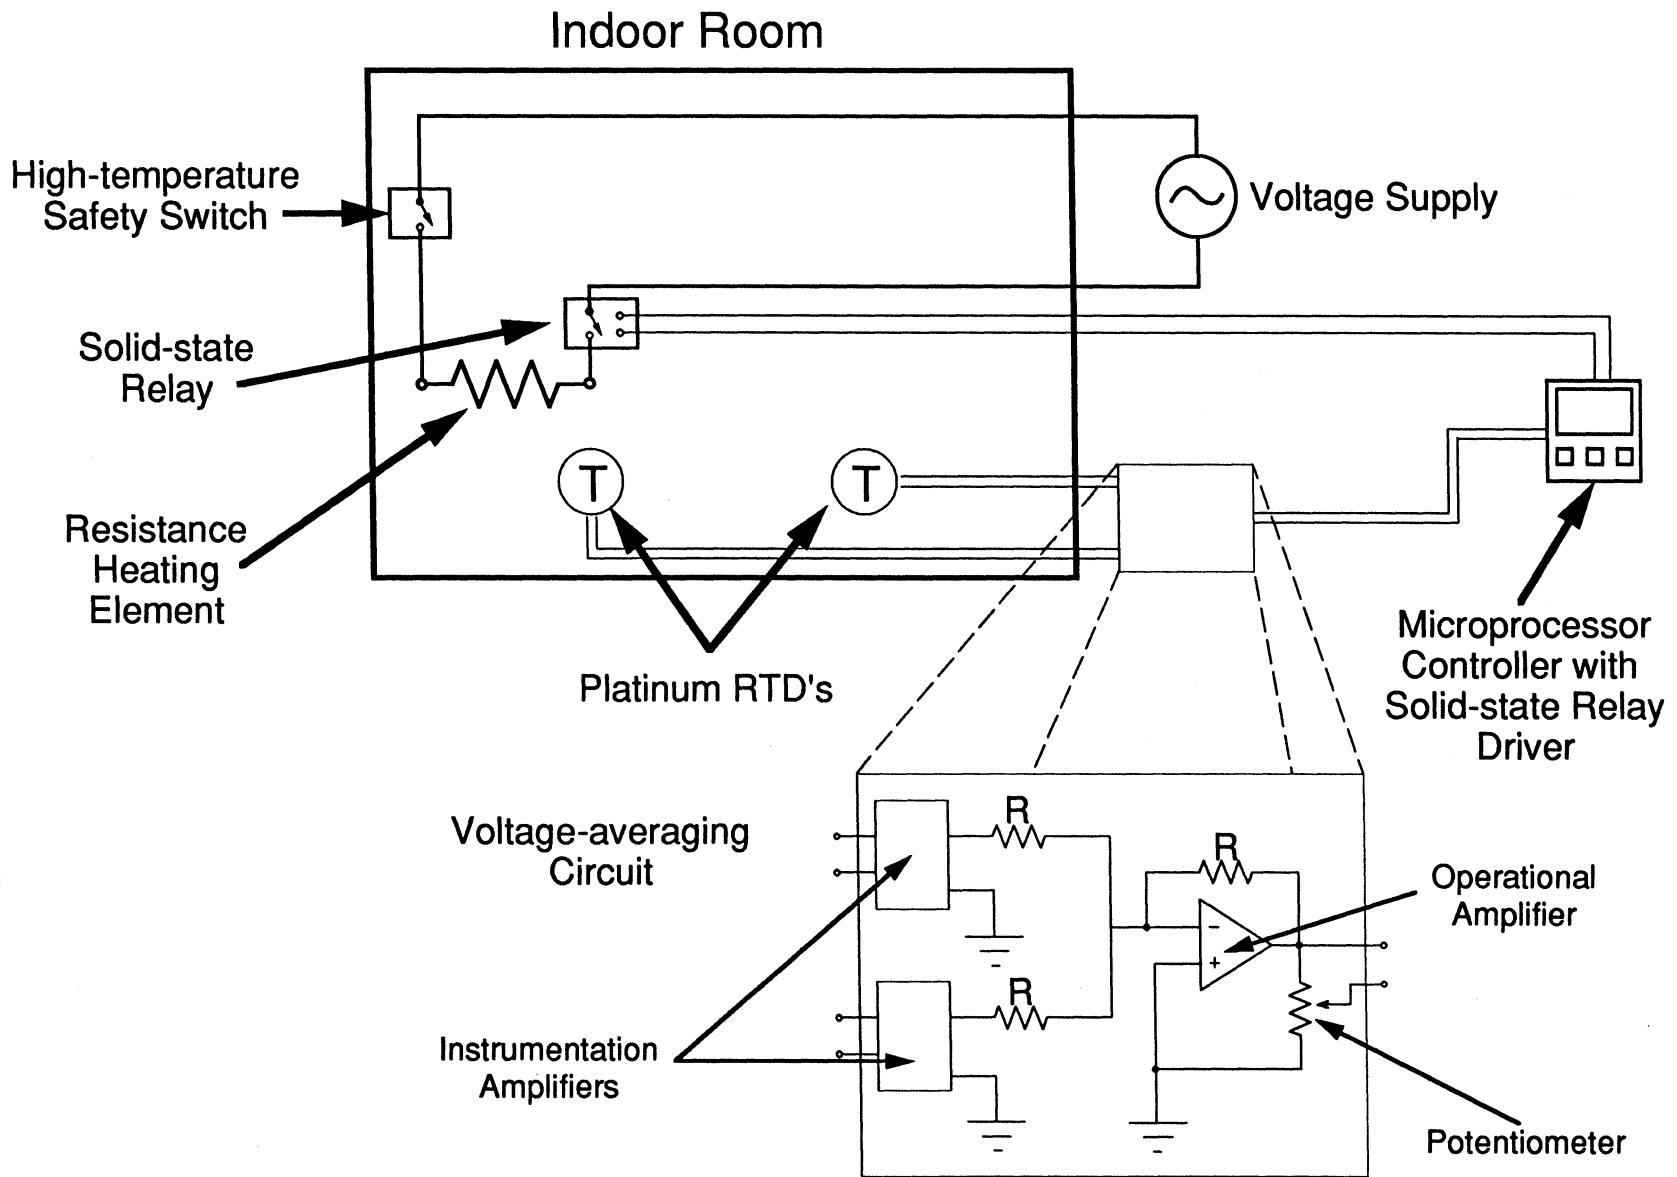 Indoor Room
High-temperature
Safety Switch
Voltage Supply
Solid-state
Relay
T
T
Resistance
Heating
Element
Platinum RTD's
Microprocessor
Controller with
Solid-state Relay
Driver
Voltage-averaging
Circuit
R
R
Operational
Amplifier
-
+
R
Instrumentation
Amplifiers
Potentiometer